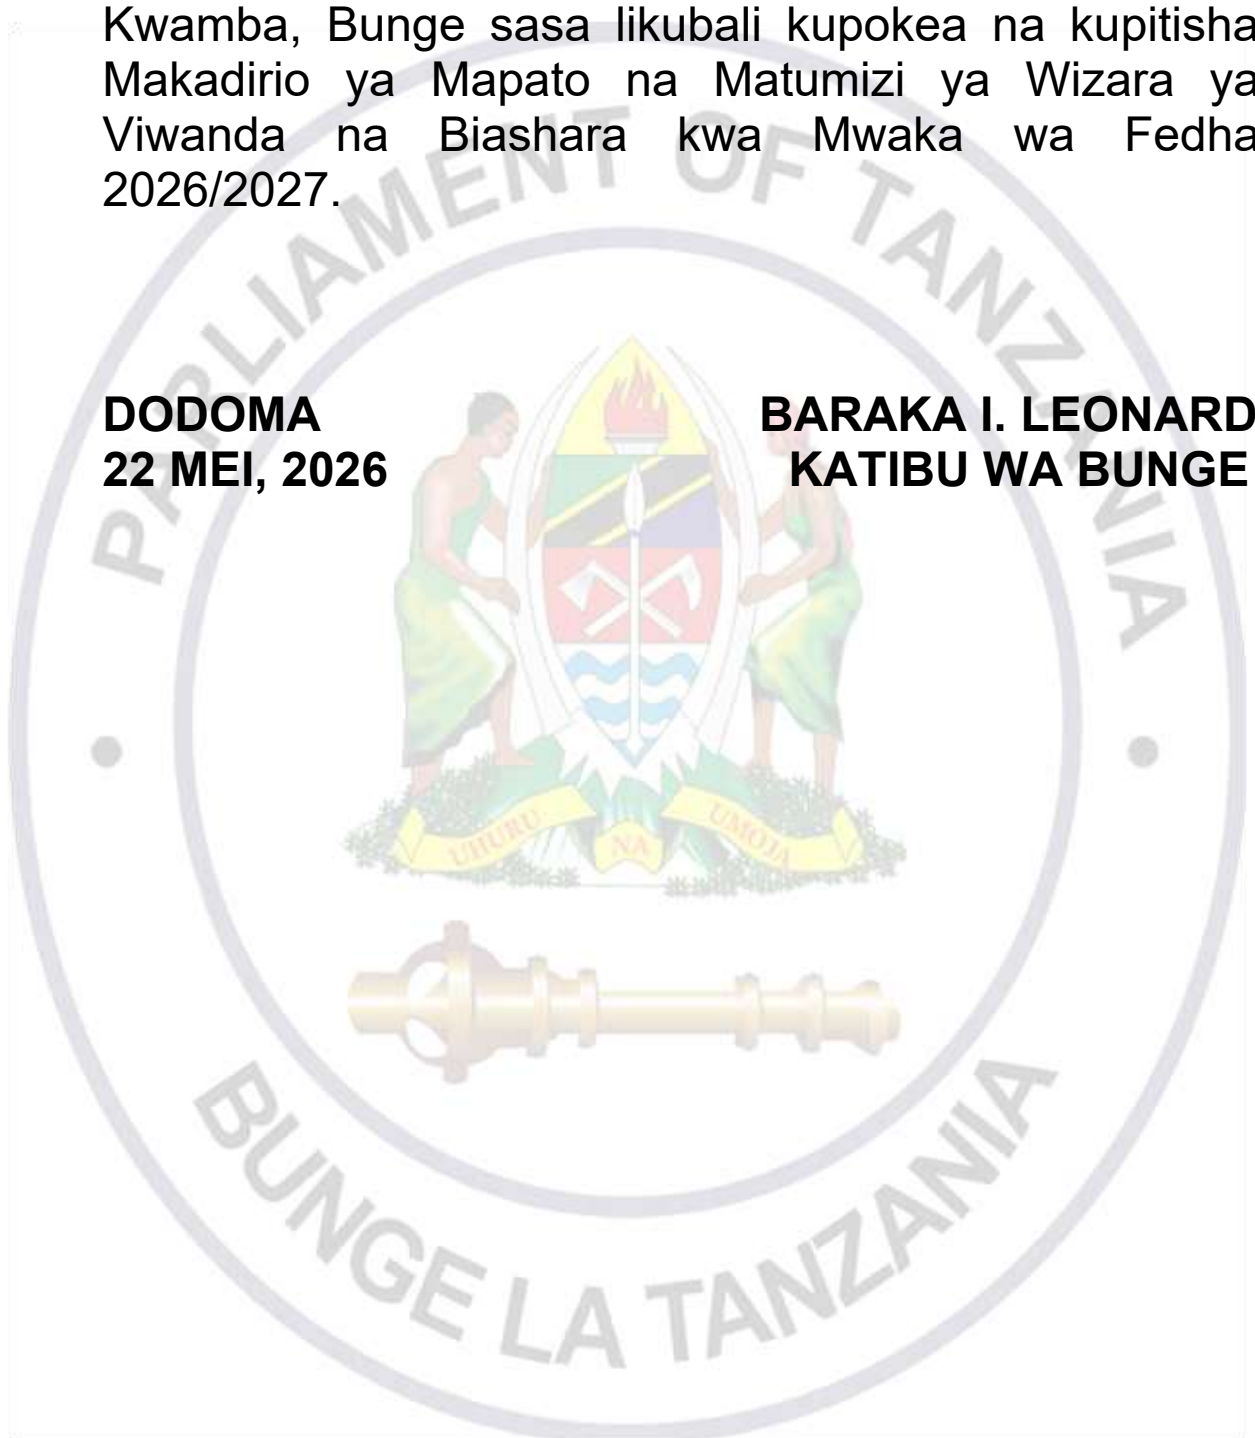 Kwamba, Bunge sasa likubali kupokea na kupitisha
Makadirio ya Mapato na Matumizi ya Wizara ya
Viwanda na Biashara kwa Mwaka wa Fedha
2026/2027.
PARLIAMENT OF TANZANIA
DODOMA
22 MEI, 2026
BARAKA I. LEONARD
KATIBU WA BUNGE
UHURU NA UMOJA
BUNGE LA TANZANIA